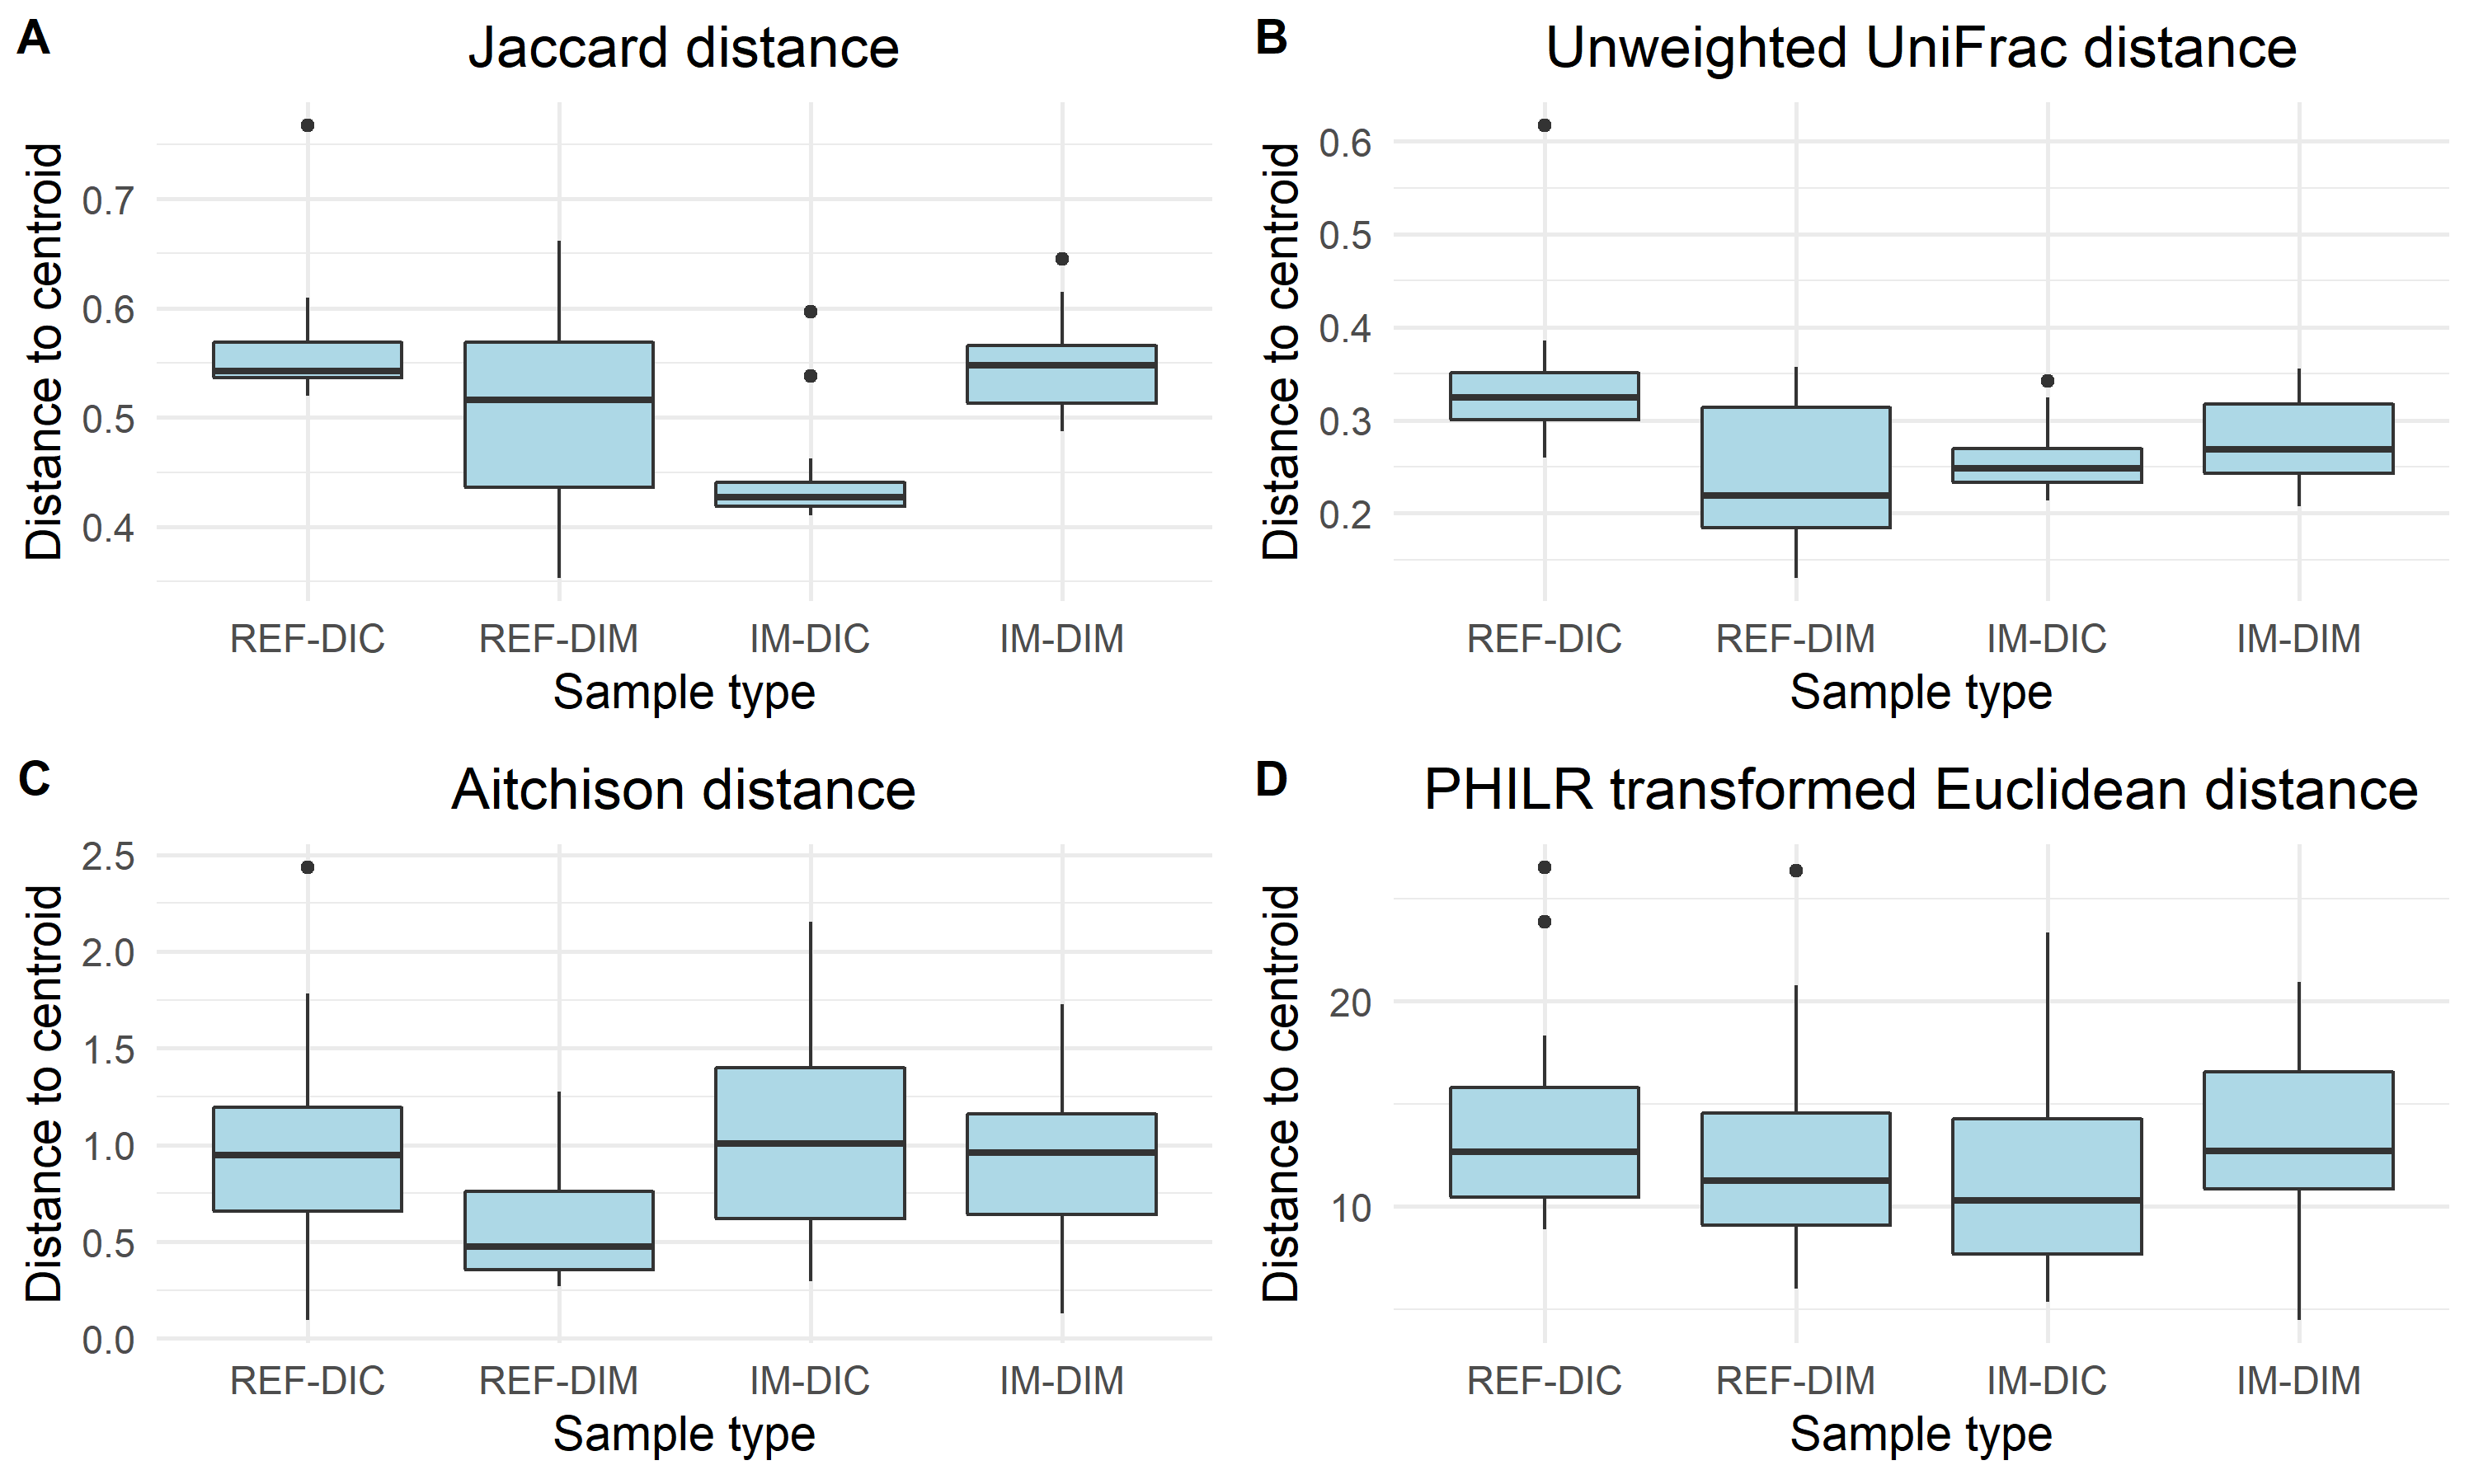 A
Jaccard distance
Distance to centroid
0.7
0.6
0.5
0.4
REF-DIC REF-DIM IM-DIC IM-DIM
Sample type
B
Unweighted UniFrac distance
Distance to centroid
0.6
0.5
0.4
0.3
0.2
REF-DIC REF-DIM IM-DIC IM-DIM
Sample type
C
Aitchison distance
Distance to centroid
2.5
2.0
1.5
1.0
0.5
0.0
REF-DIC REF-DIM IM-DIC IM-DIM
Sample type
D
PHILR transformed Euclidean distance
Distance to centroid
20
10
REF-DIC REF-DIM IM-DIC IM-DIM
Sample type